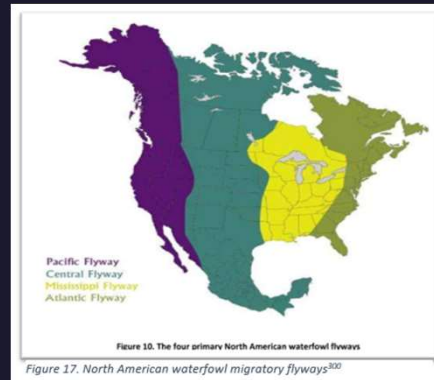 Pacific Flyway
Central Flyway
Mississippi Flyway
Atlantic Flyway
Figure 10. The four primary North American waterfowl flyways
Figure 17. North American waterfowl migratory flyways³⁰⁰